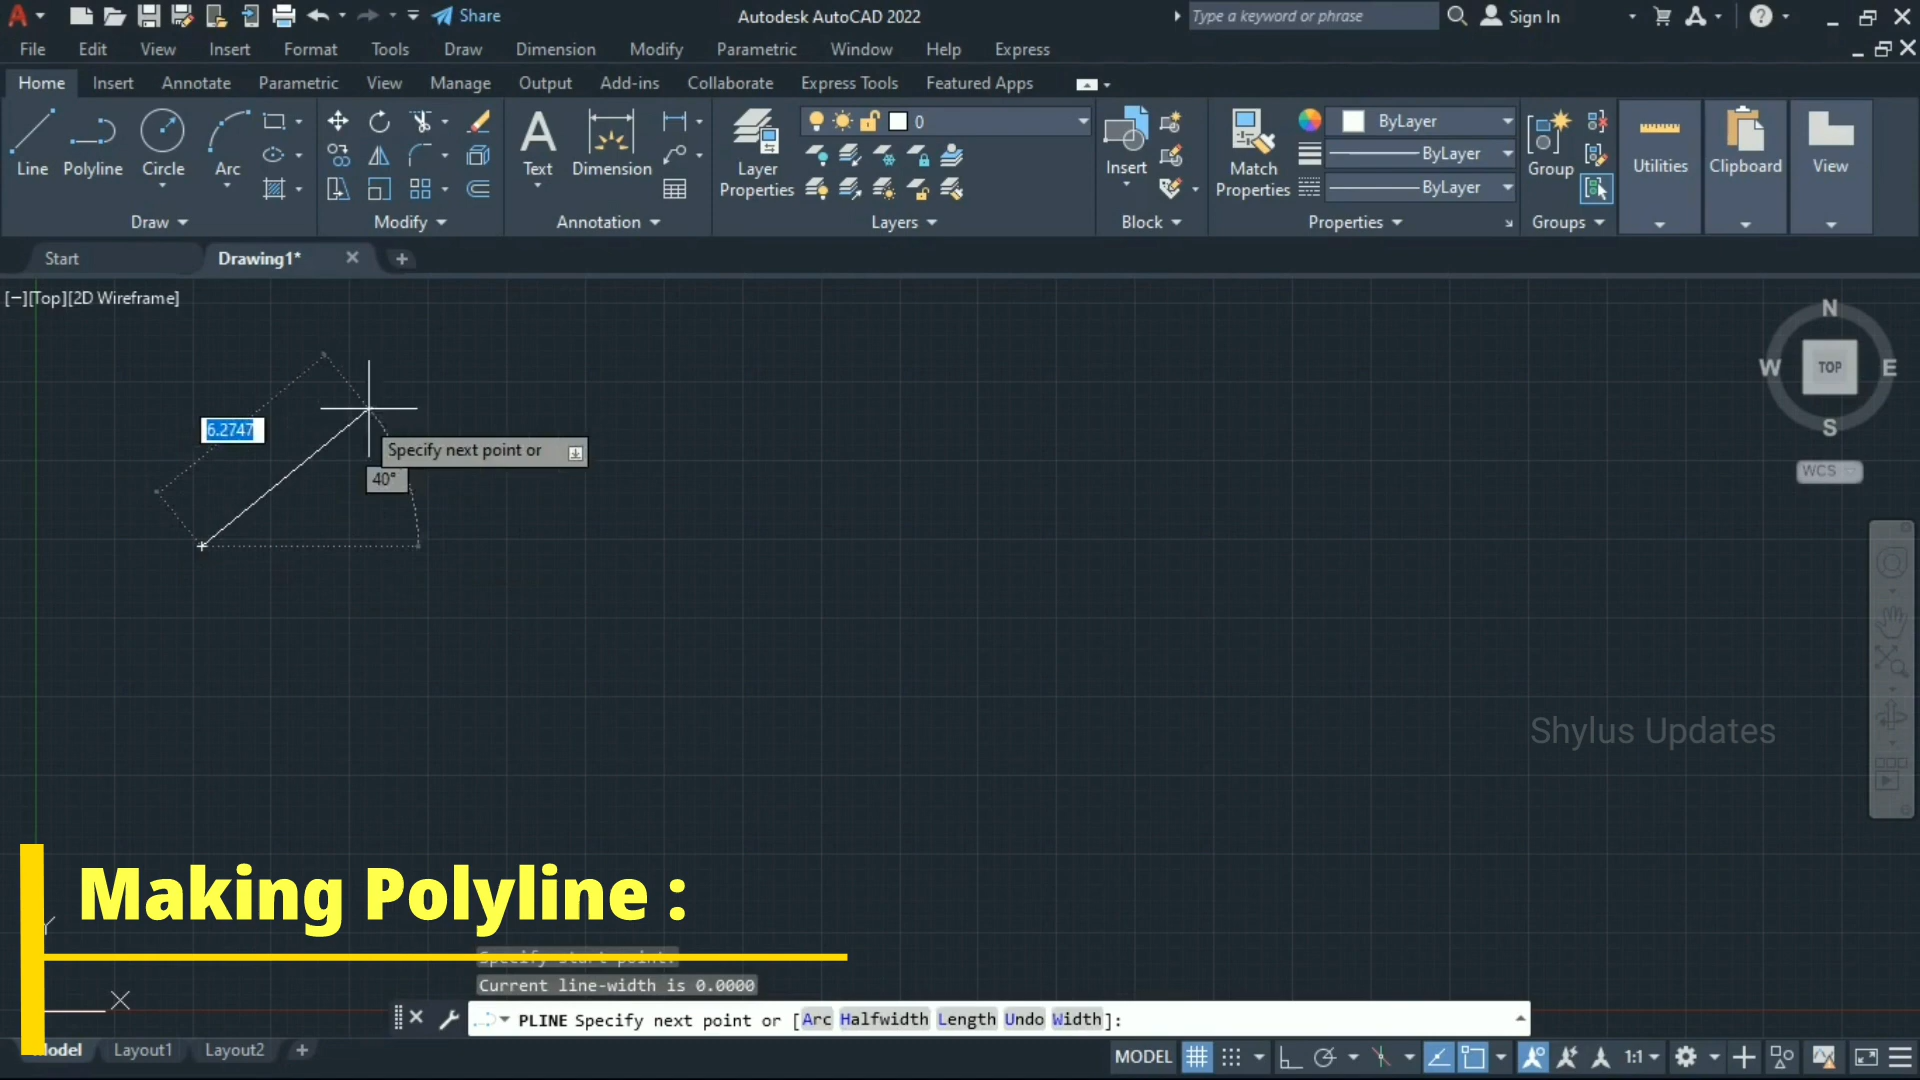 Share
Autodesk AutoCAD 2022
Type a keyword or phrase
Sign In
File Edit View Insert Format Tools Draw Dimension Modify Parametric Window Help Express
Home Insert Annotate Parametric View Manage Output Add-ins Collaborate Express Tools Featured Apps
0
ByLayer
ByLayer
ByLayer
Line Polyline Circle Arc
Text Dimension
Layer Properties
Insert
Match Properties
Group
Utilities
Clipboard
View
Draw Modify Annotation Layers Block Properties Groups
Start Drawing1*
[−][Top][2D Wireframe]
N
W TOP E
S
WCS
6.2747
Specify next point or
40°
Shylus Updates
Making Polyline :
Specify start point:
Current line-width is 0.0000
PLINE Specify next point or [Arc Halfwidth Length Undo Width]:
Y
X
Model Layout1 Layout2
MODEL
1:1